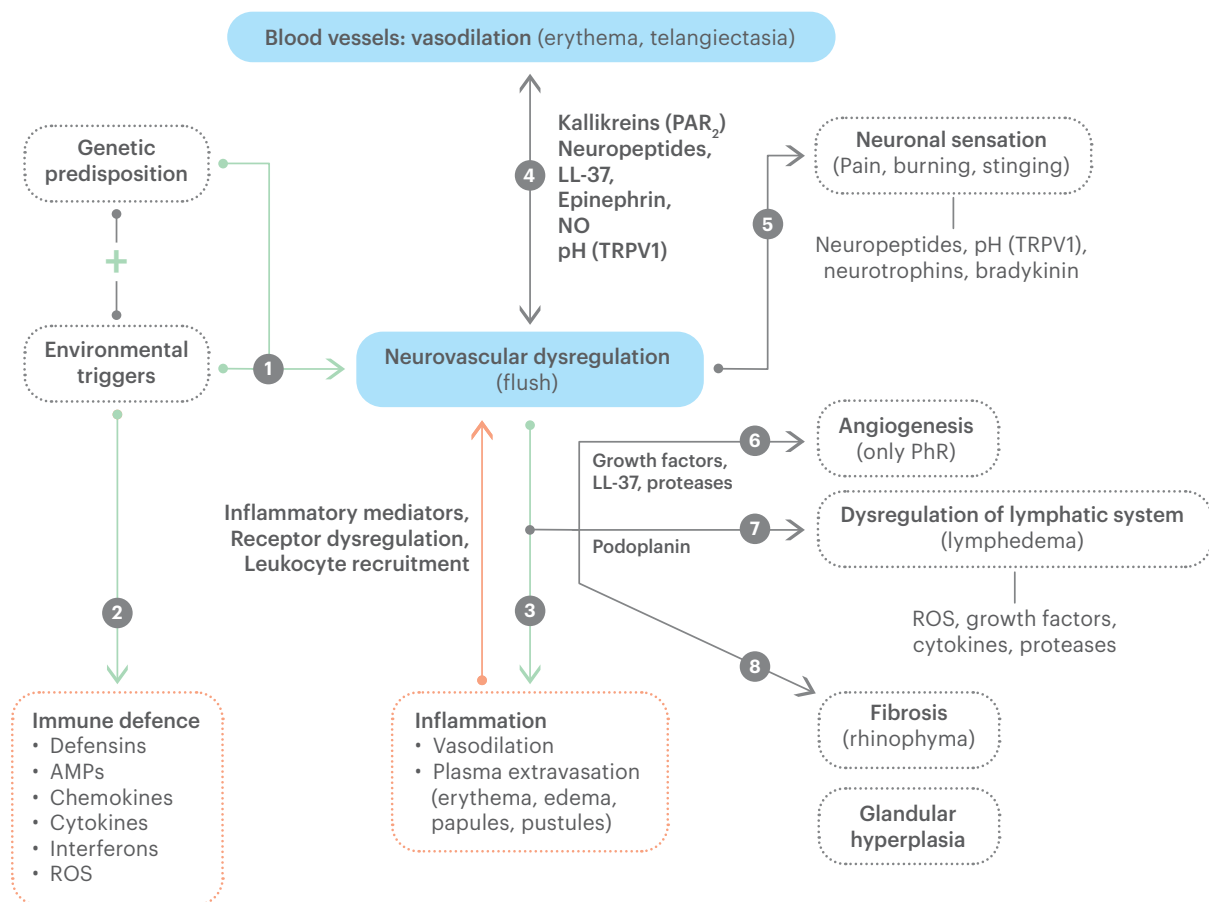 Blood vessels: vasodilation (erythema, telangiectasia)
Genetic
predisposition
+
Environmental
triggers
1
2
Immune defence
• Defensins
• AMPs
• Chemokines
• Cytokines
• Interferons
• ROS
4
Kallikreins (PAR₂)
Neuropeptides,
LL-37,
Epinephrin,
NO
pH (TRPV1)
Neurovascular dysregulation
(flush)
Inflammatory mediators,
Receptor dysregulation,
Leukocyte recruitment
3
Inflammation
• Vasodilation
• Plasma extravasation
(erythema, edema,
papules, pustules)
5
Neuronal sensation
(Pain, burning, stinging)
Neuropeptides, pH (TRPV1),
neurotrophins, bradykinin
Growth factors,
LL-37, proteases
6
Angiogenesis
(only PhR)
Podoplanin
7
Dysregulation of lymphatic system
(lymphedema)
ROS, growth factors,
cytokines, proteases
8
Fibrosis
(rhinophyma)
Glandular
hyperplasia